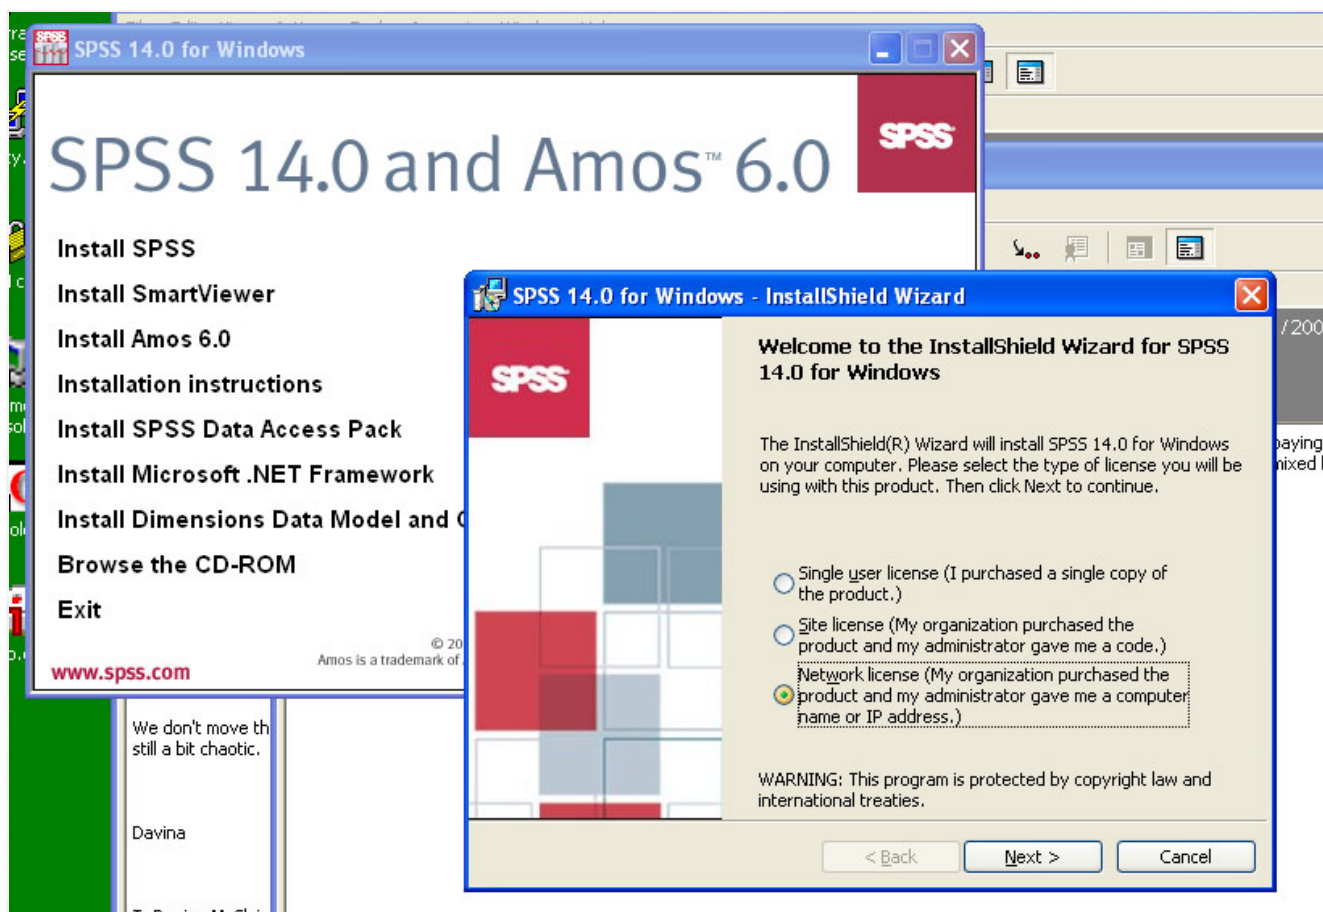 SPSS 14.0 for Windows
SPSS
SPSS 14.0 and Amos™ 6.0
Install SPSS
Install SmartViewer
Install Amos 6.0
Installation instructions
Install SPSS Data Access Pack
Install Microsoft .NET Framework
Install Dimensions Data Model and
Browse the CD-ROM
Exit
© 20
Amos is a trademark of
www.spss.com
SPSS 14.0 for Windows - InstallShield Wizard
SPSS
Welcome to the InstallShield Wizard for SPSS
14.0 for Windows
The InstallShield(R) Wizard will install SPSS 14.0 for Windows
on your computer. Please select the type of license you will be
using with this product. Then click Next to continue.
Single user license (I purchased a single copy of
the product.)
Site license (My organization purchased the
product and my administrator gave me a code.)
Network license (My organization purchased the
product and my administrator gave me a computer
name or IP address.)
WARNING: This program is protected by copyright law and
international treaties.
< Back
Next >
Cancel
/200
paying
mixed
We don't move th
still a bit chaotic.
Davina